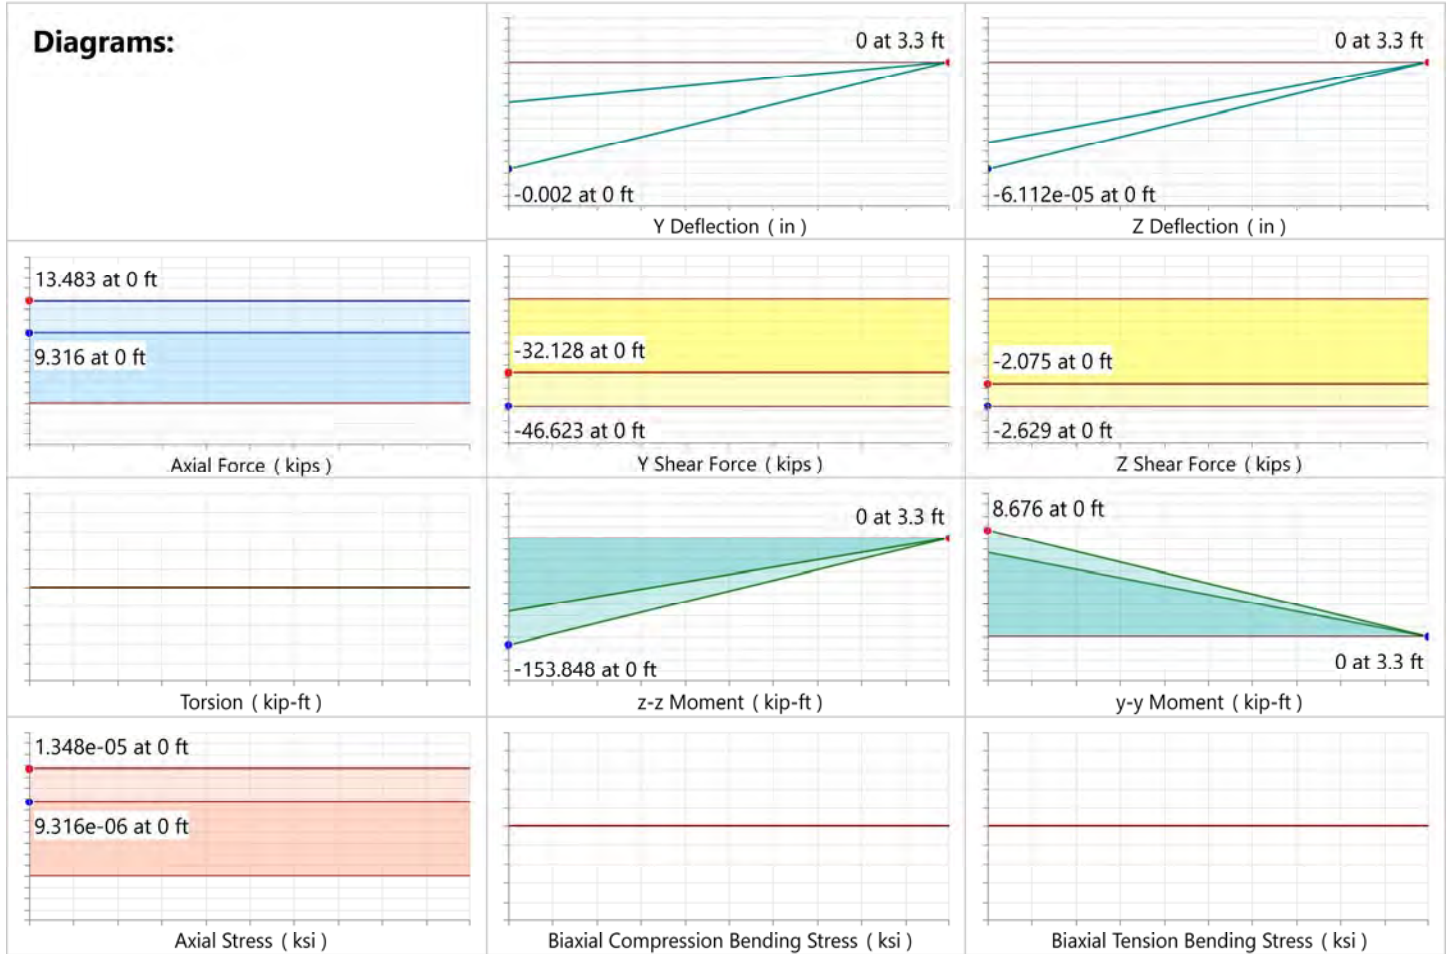 Diagrams:
0 at 3.3 ft
-0.002 at 0 ft
Y Deflection ( in )
0 at 3.3 ft
-6.112e-05 at 0 ft
Z Deflection ( in )
13.483 at 0 ft
9.316 at 0 ft
Axial Force ( kips )
-32.128 at 0 ft
-46.623 at 0 ft
Y Shear Force ( kips )
-2.075 at 0 ft
-2.629 at 0 ft
Z Shear Force ( kips )
Torsion ( kip-ft )
0 at 3.3 ft
-153.848 at 0 ft
z-z Moment ( kip-ft )
8.676 at 0 ft
0 at 3.3 ft
y-y Moment ( kip-ft )
1.348e-05 at 0 ft
9.316e-06 at 0 ft
Axial Stress ( ksi )
Biaxial Compression Bending Stress ( ksi )
Biaxial Tension Bending Stress ( ksi )